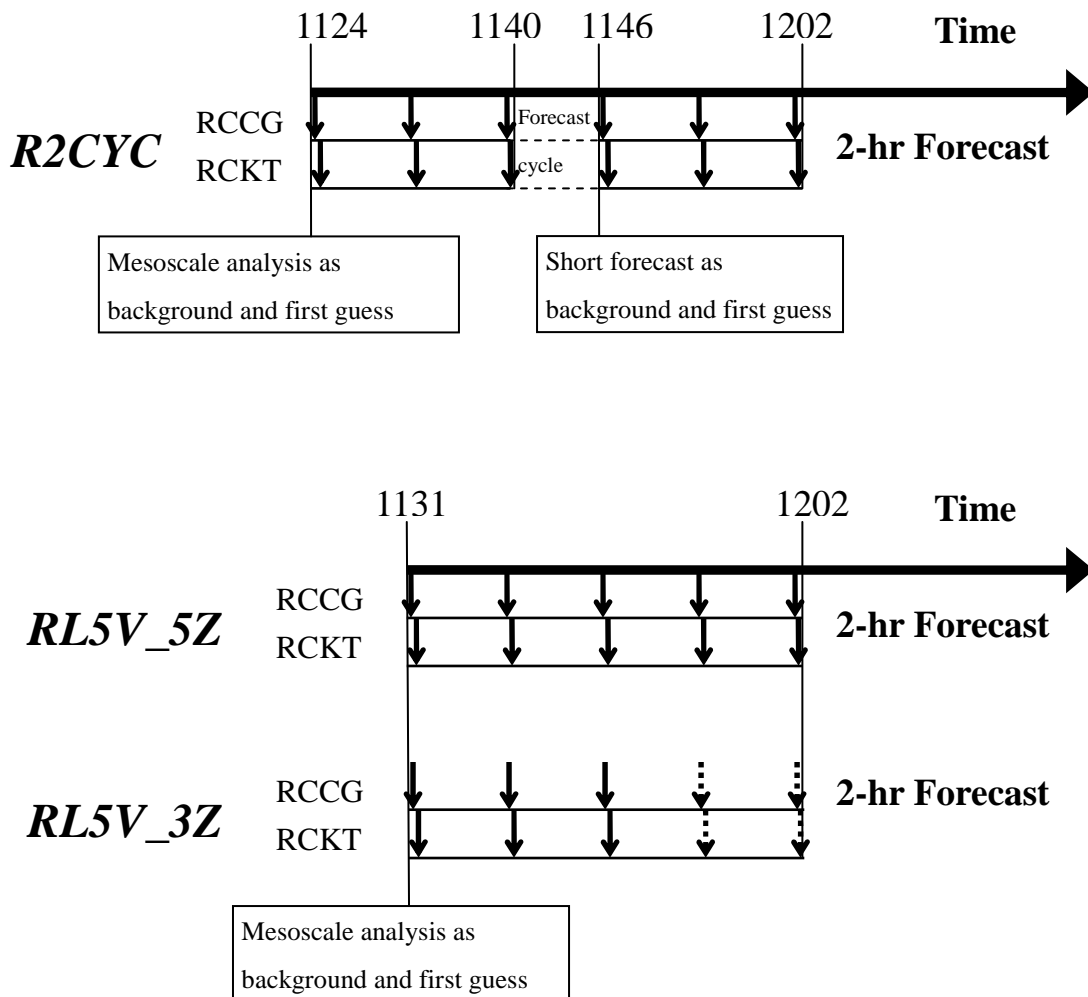 1124 1140 1146 1202 Time
RCCG Forecast
R2CYC 2-hr Forecast
RCKT cycle
Mesoscale analysis as
background and first guess
Short forecast as
background and first guess
1131 1202 Time
RCCG
RL5V_5Z 2-hr Forecast
RCKT
RCCG 2-hr Forecast
RL5V_3Z
RCKT
Mesoscale analysis as
background and first guess